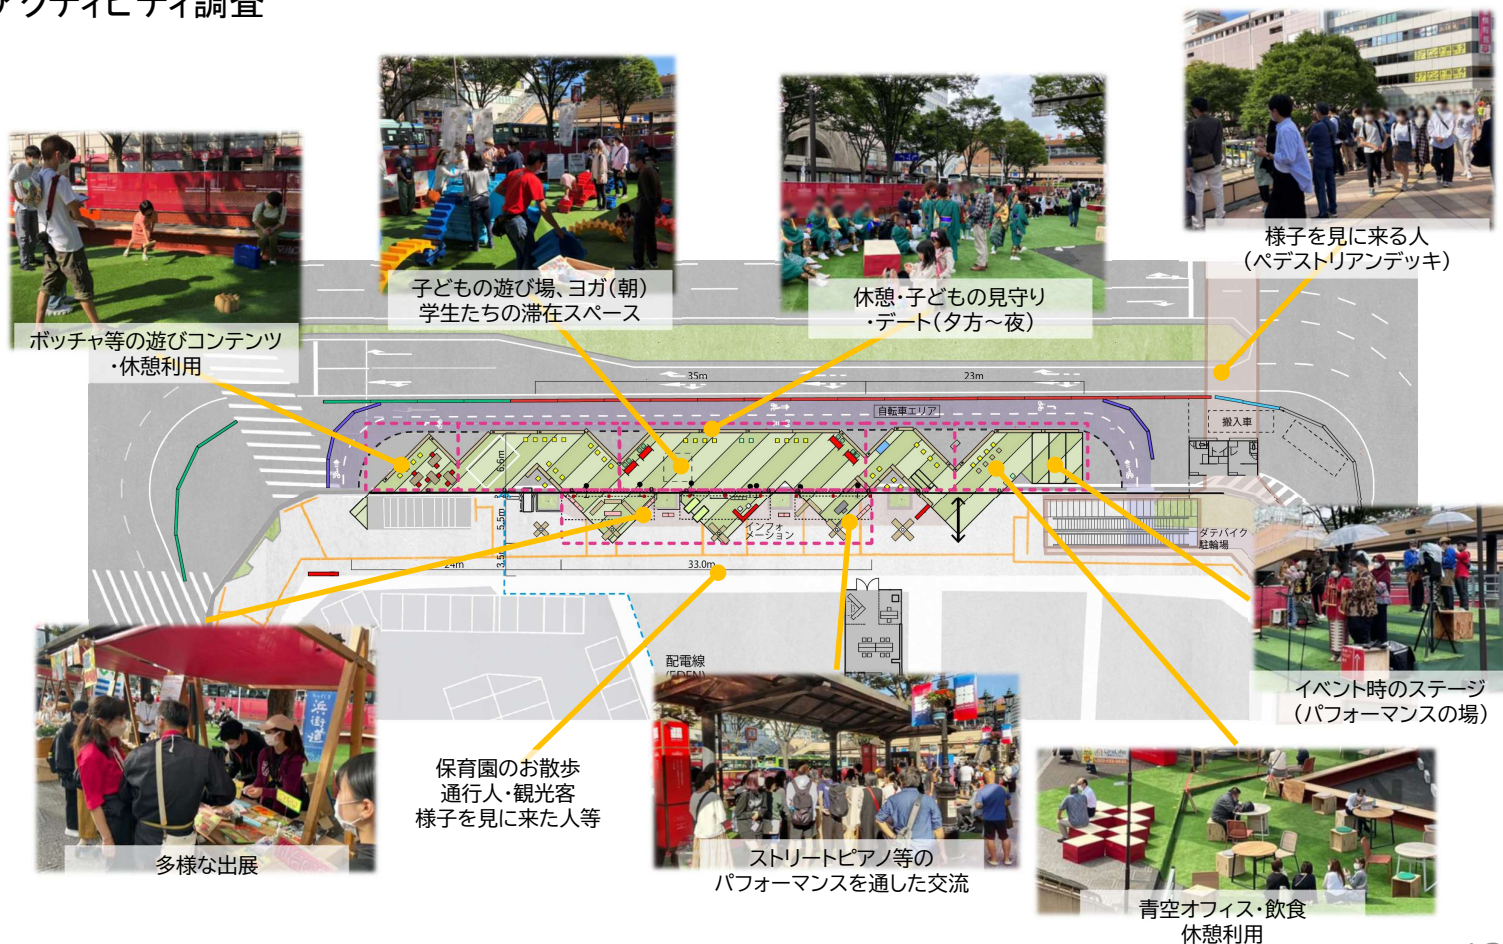 アクティビティ調査
様子を見に来る人
（ペデストリアンデッキ）
子どもの遊び場、ヨガ（朝）
学生たちの滞在スペース
休憩・子どもの見守り
・デート（夕方～夜）
ボッチャ等の遊びコンテンツ
・休憩利用
35m
23m
自転車エリア
搬入車
6.5m
5.5m
3.5m
インフォ
メーション
ダテバイク
駐輪場
24m
33.0m
配電線
(EDEN)
浜街道
イベント時のステージ
（パフォーマンスの場）
保育園のお散歩
通行人・観光客
様子を見に来た人等
多様な出展
ストリートピアノ等の
パフォーマンスを通した交流
青空オフィス・飲食
休憩利用